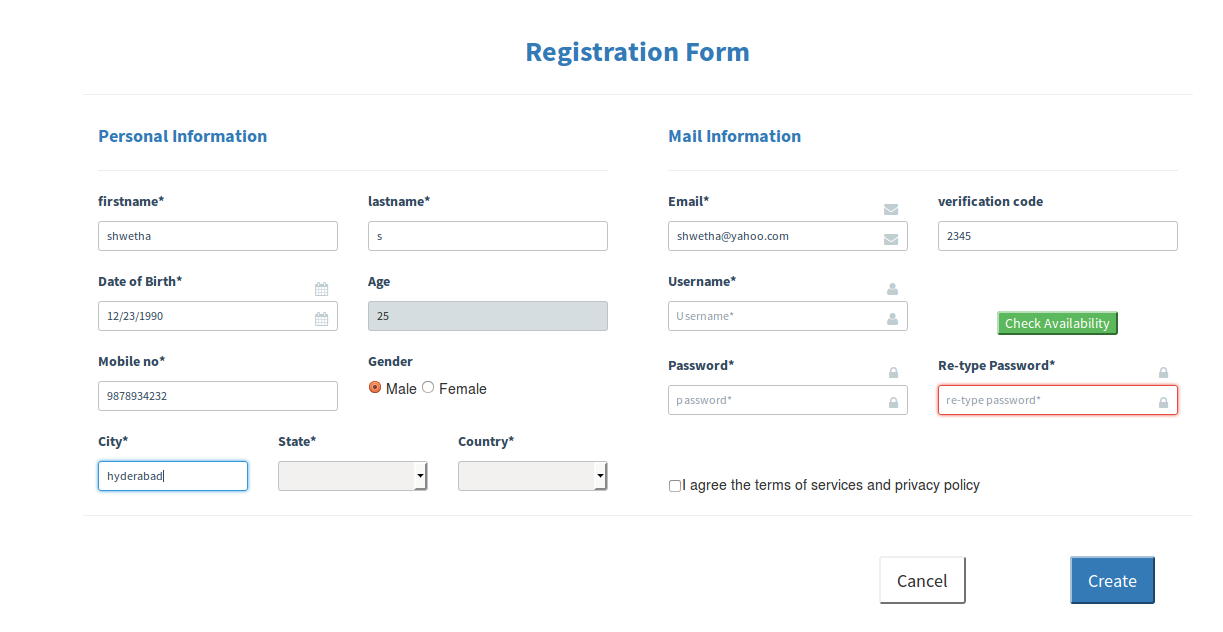 Registration Form
Personal Information
Mail Information
firstname*
lastname*
Email*
verification code
shwetha
s
shwetha@yahoo.com
2345
Date of Birth*
Age
Username*
12/23/1990
25
Username*
Check Availability
Mobile no*
Gender
Password*
Re-type Password*
9878934232
Male
Female
password*
re-type password*
City*
State*
Country*
hyderabad
I agree the terms of services and privacy policy
Cancel
Create